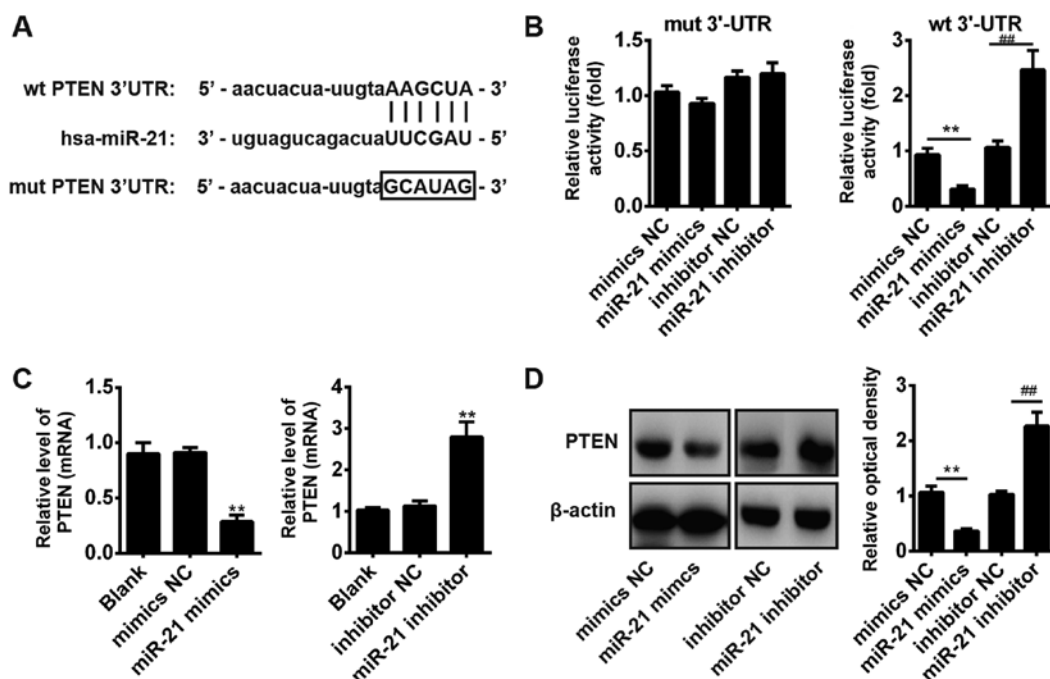 A
wt PTEN 3'UTR: 5' - aacuacua-uugtaAAGCUA - 3'
hsa-miR-21: 3' - uguagucagacuaUUCGAU - 5'
mut PTEN 3'UTR: 5' - aacuacua-uugtaGCAUAG - 3'
B
mut 3'-UTR
Relative luciferase
activity (fold)
1.5
1.0
0.5
0.0
mimics NC
miR-21 mimics
inhibitor NC
miR-21 inhibitor
wt 3'-UTR
Relative luciferase
activity (fold)
3
2
1
0
**
##
mimics NC
miR-21 mimics
inhibitor NC
miR-21 inhibitor
C
Relative level of
PTEN (mRNA)
1.5
1.0
0.5
0.0
**
Blank
mimics NC
miR-21 mimics
Relative level of
PTEN (mRNA)
4
3
2
1
0
**
Blank
inhibitor NC
miR-21 inhibitor
D
PTEN
β-actin
mimics NC
miR-21 mimcs
inhibitor NC
miR-21 inhibitor
Relative optical density
3
2
1
0
**
##
mimics NC
miR-21 mimics
inhibitor NC
miR-21 inhibitor